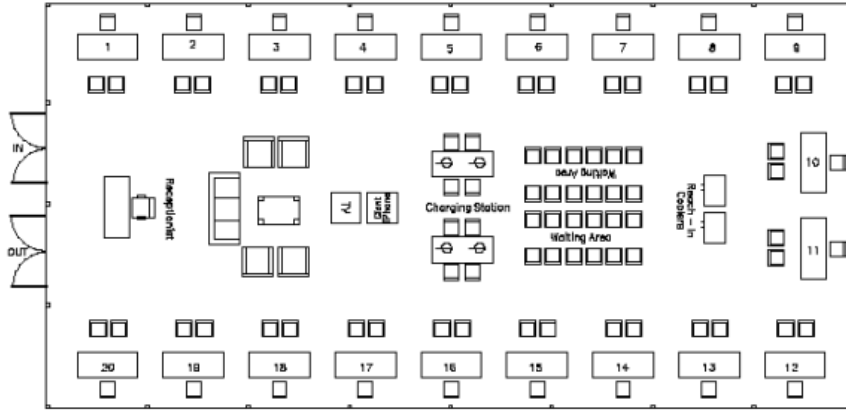 1 2 3 4 5 6 7 8 9
IN
OUT
Receptionist
TV
Client
Phone
Charging Station
Waiting Area
Waiting Area
Reach - In
Coolers
10
11
20 19 18 17 16 15 14 13 12